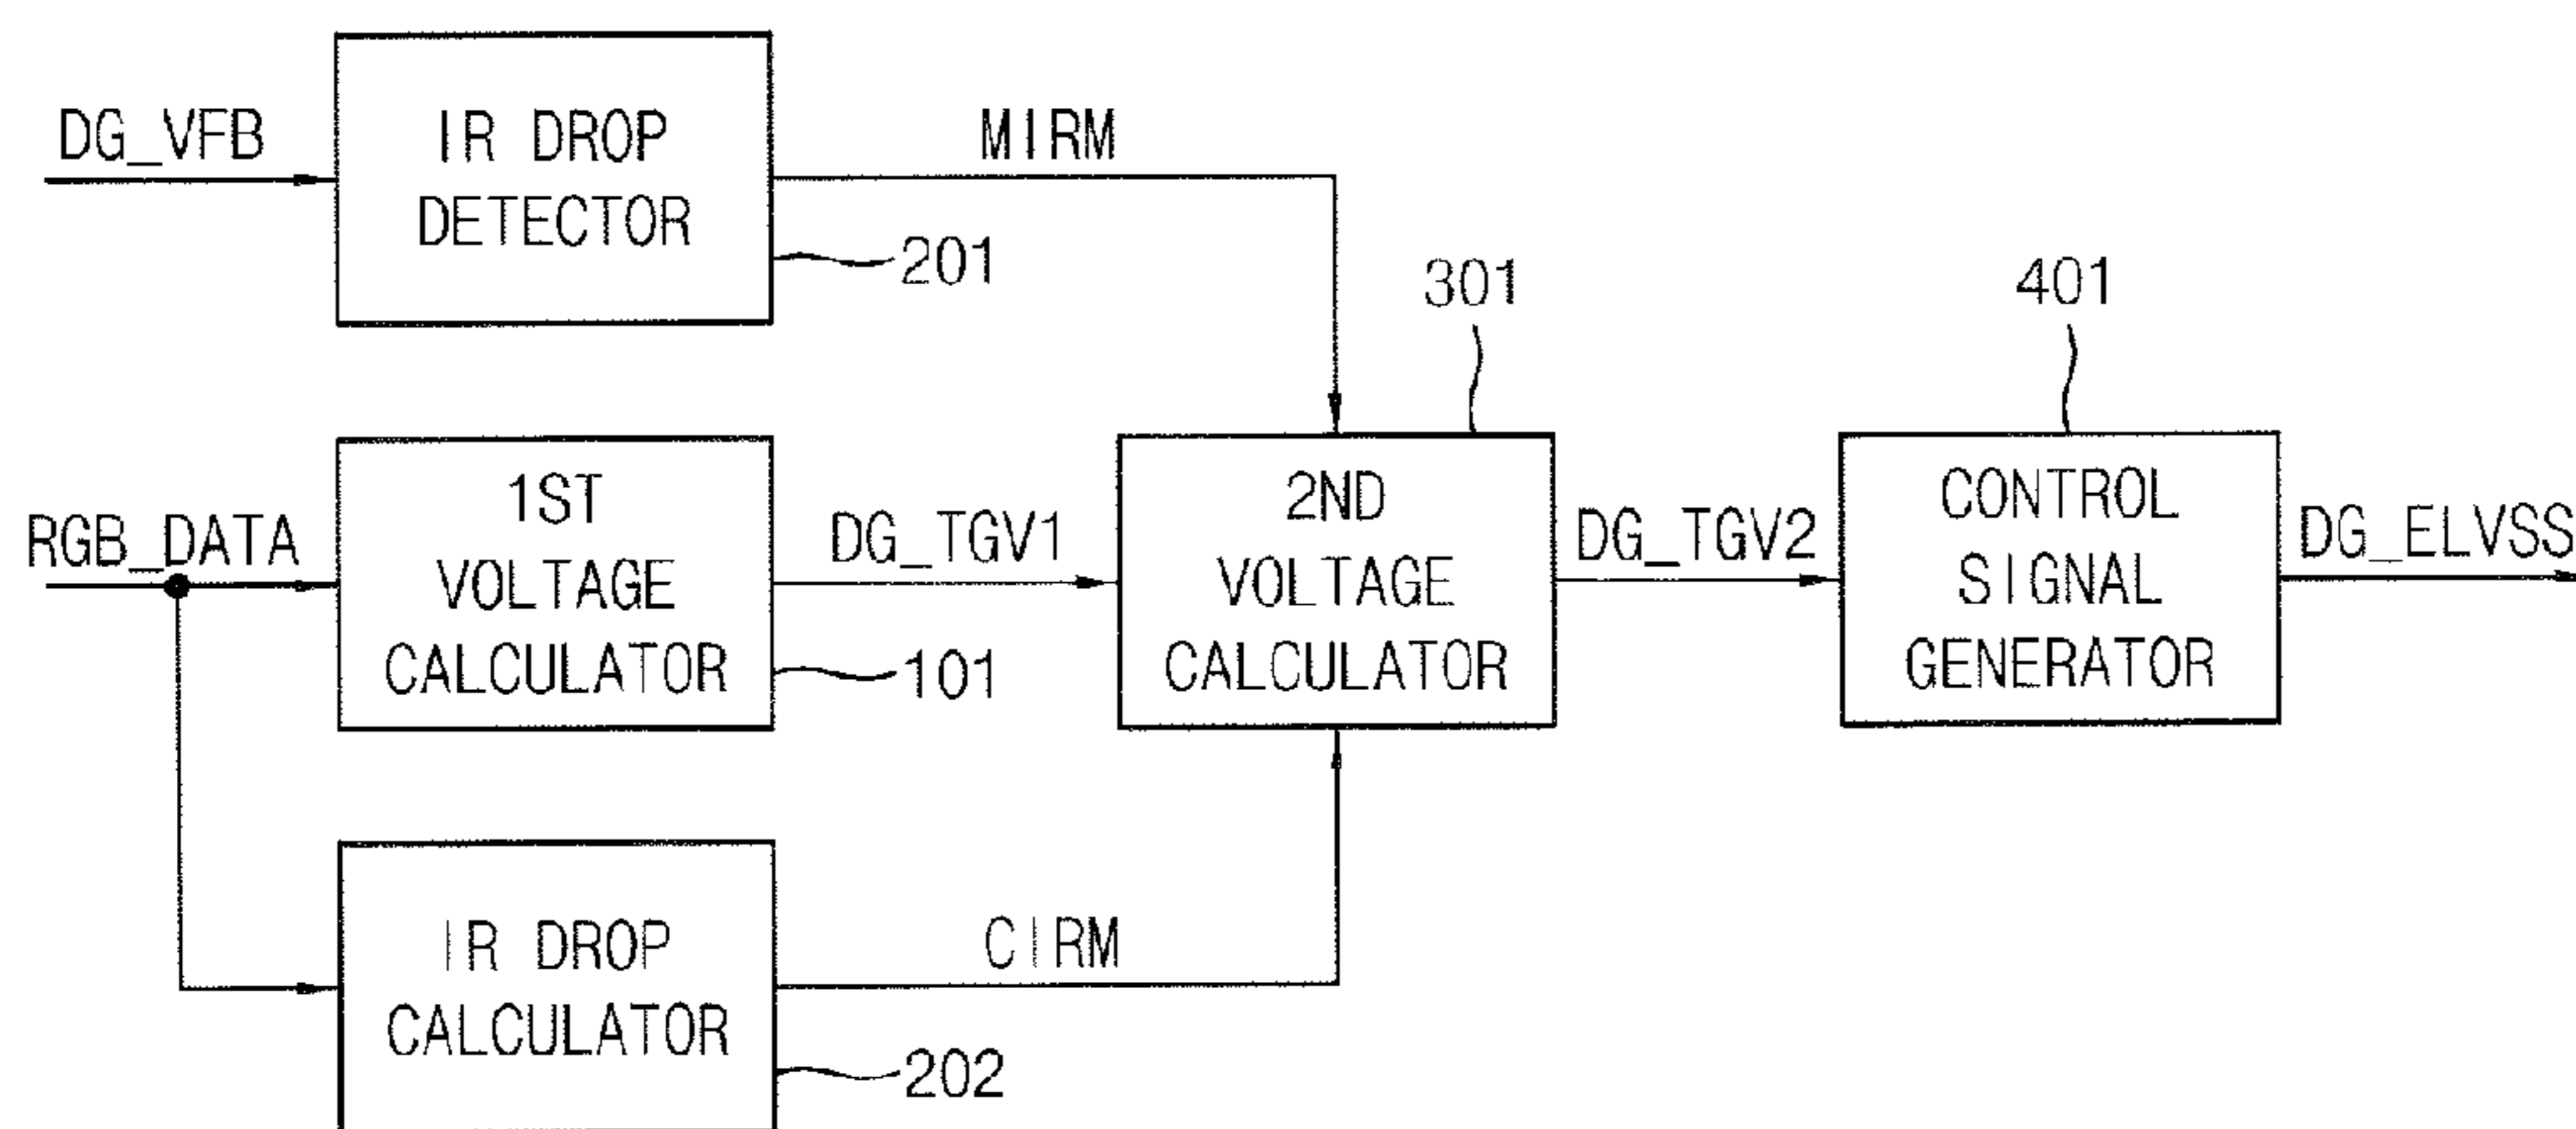 DG_VFB
IR DROP
DETECTOR
201
MIRM
RGB_DATA
1ST
VOLTAGE
CALCULATOR
101
DG_TGV1
301
2ND
VOLTAGE
CALCULATOR
DG_TGV2
401
CONTROL
SIGNAL
GENERATOR
DG_ELVSS
IR DROP
CALCULATOR
202
CIRM